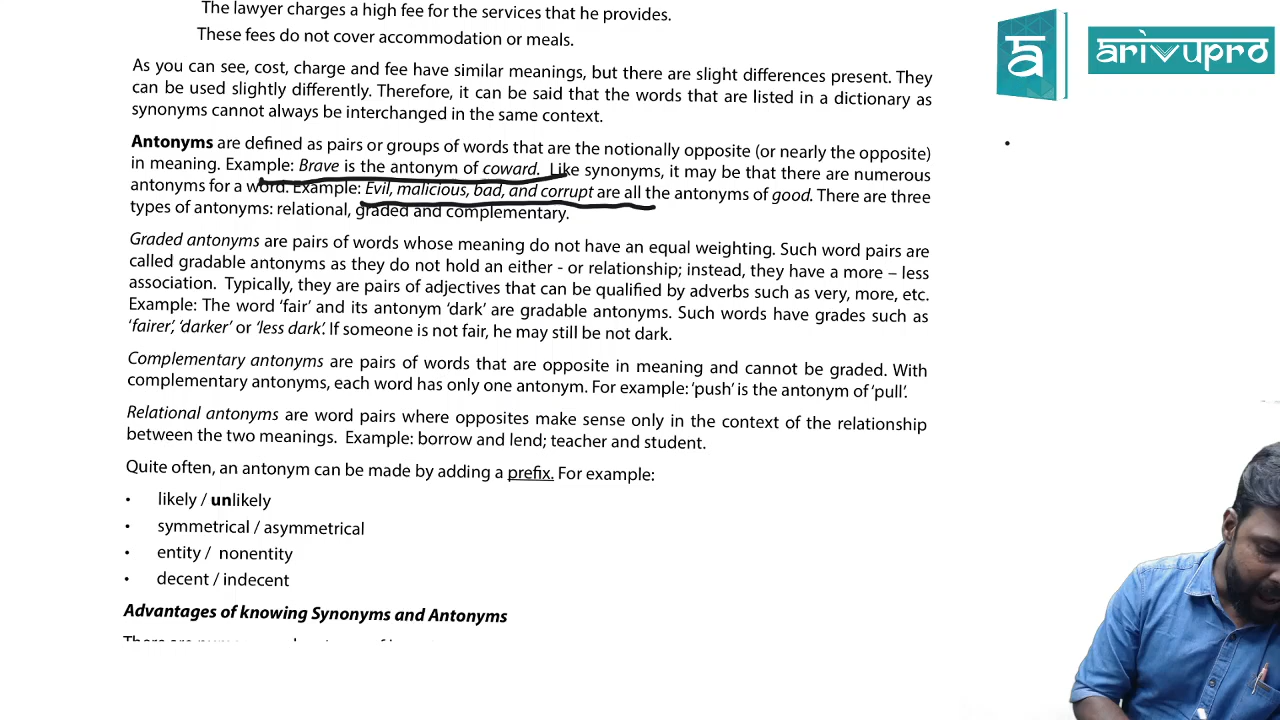 The lawyer charges a high fee for the services that he provides.
These fees do not cover accommodation or meals.
As you can see, cost, charge and fee have similar meanings, but there are slight differences present. They
can be used slightly differently. Therefore, it can be said that the words that are listed in a dictionary as
synonyms cannot always be interchanged in the same context.
Antonyms are defined as pairs or groups of words that are the notionally opposite (or nearly the opposite)
in meaning. Example: Brave is the antonym of coward. Like synonyms, it may be that there are numerous
antonyms for a word. Example: Evil, malicious, bad, and corrupt are all the antonyms of good. There are three
types of antonyms: relational, graded and complementary.
Graded antonyms are pairs of words whose meaning do not have an equal weighting. Such word pairs are
called gradable antonyms as they do not hold an either - or relationship; instead, they have a more – less
association. Typically, they are pairs of adjectives that can be qualified by adverbs such as very, more, etc.
Example: The word ‘fair’ and its antonym ‘dark’ are gradable antonyms. Such words have grades such as
‘fairer’, ‘darker’ or ‘less dark’. If someone is not fair, he may still be not dark.
Complementary antonyms are pairs of words that are opposite in meaning and cannot be graded. With
complementary antonyms, each word has only one antonym. For example: ‘push’ is the antonym of ‘pull’.
Relational antonyms are word pairs where opposites make sense only in the context of the relationship
between the two meanings. Example: borrow and lend; teacher and student.
Quite often, an antonym can be made by adding a prefix. For example:
• likely / unlikely
• symmetrical / asymmetrical
• entity / nonentity
• decent / indecent
Advantages of knowing Synonyms and Antonyms
arivupro